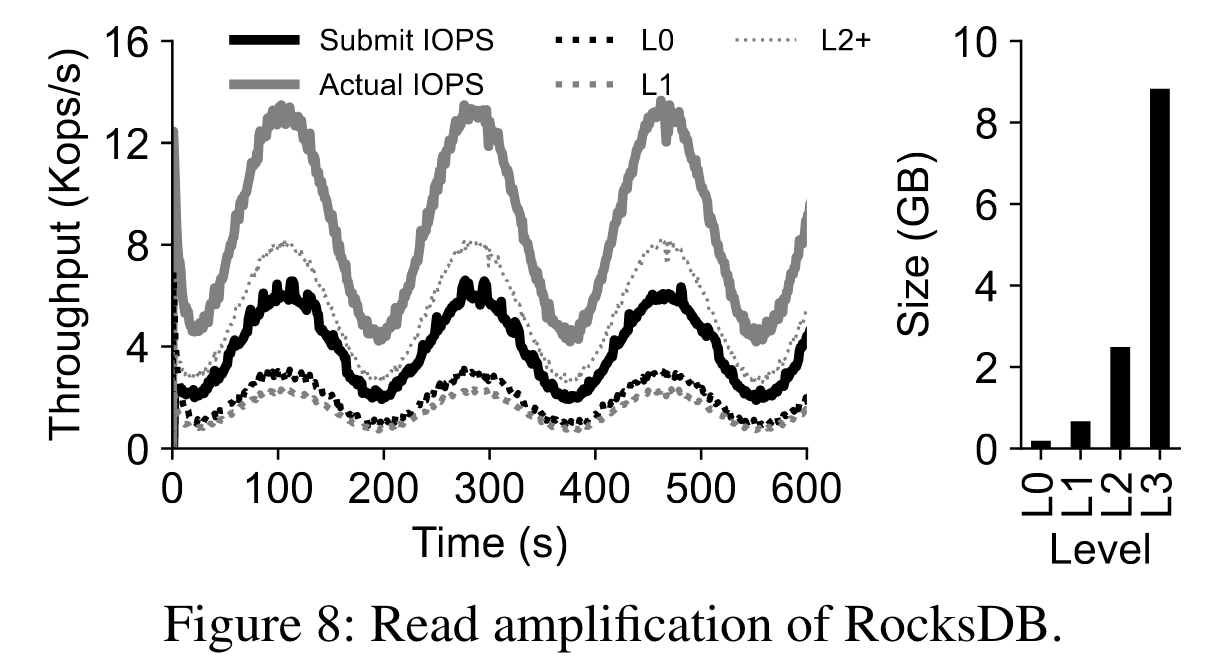 Submit IOPS
Actual IOPS
L0
L1
L2+
Throughput (Kops/s)
16
12
8
4
0
0 100 200 300 400 500 600
Time (s)
Size (GB)
10
8
6
4
2
0
L0 L1 L2 L3
Level
Figure 8: Read amplification of RocksDB.